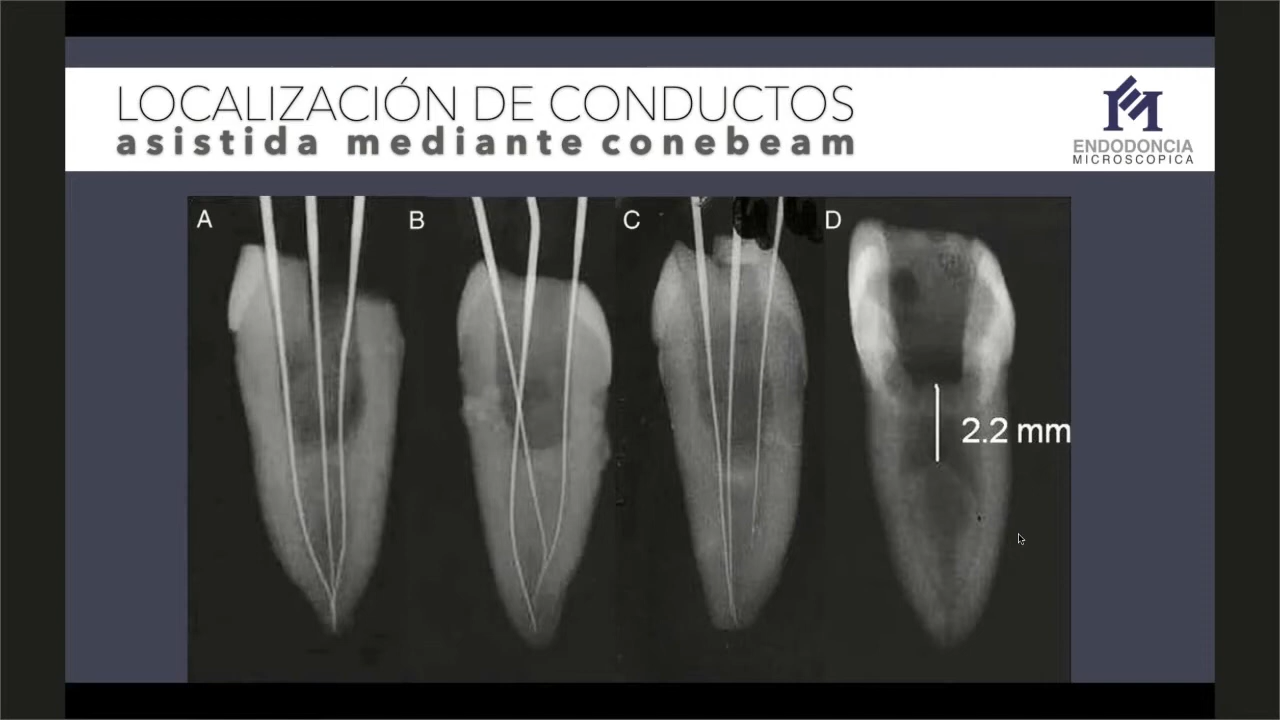 LOCALIZACIÓN DE CONDUCTOS
asistida mediante conebeam
ENDODONCIA
MICROSCOPICA
A B C D
2.2 mm